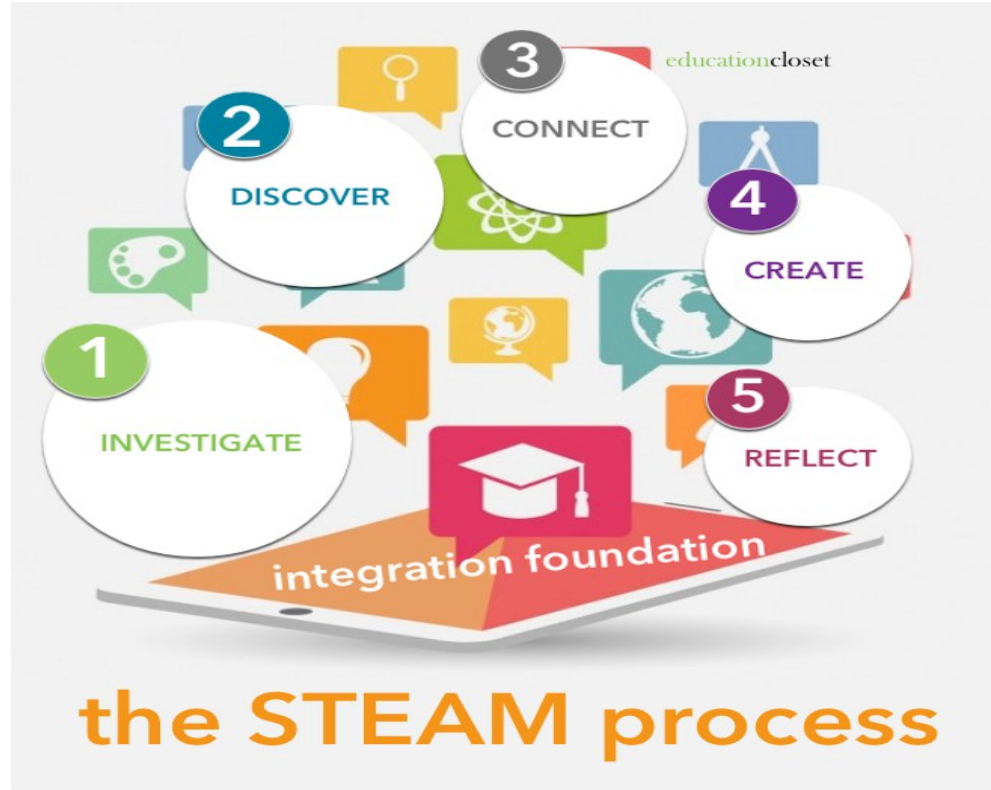 educationcloset
1
INVESTIGATE
2
DISCOVER
3
CONNECT
4
CREATE
5
REFLECT
integration foundation
the STEAM process